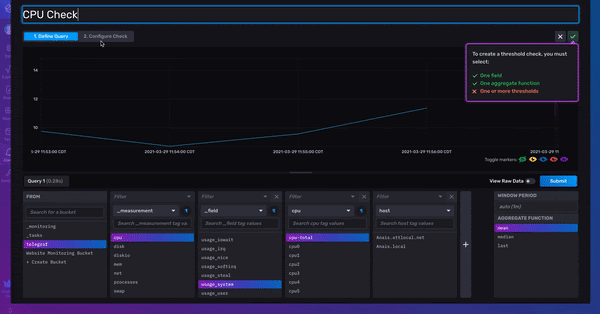 CPU Check
1. Define Query
2. Configure Check
To create a threshold check, you must
select:
One field
One aggregate function
One or more thresholds
14
10
1-29 11:53:00 CDT
2021-03-29 11:54:00 CDT
2021-03-29 11:55:00 CDT
2021-03-29 11:56:00 CDT
2021-03-29 11
Toggle markers:
Query 1 (0.09s)
View Raw Data
Submit
FROM
Search for a bucket
_monitoring
_tasks
telegraf
Website Monitoring Bucket
+ Create Bucket
Filter
_measurement
1
Search _measurement tag va
cpu
disk
diskio
mem
net
processes
swap
Filter
_field
1
Search _field tag values
usage_iowait
usage_irq
usage_nice
usage_softirq
usage_steal
usage_system
usage_user
Filter
cpu
1
Search cpu tag values
cpu-total
cpu0
cpu1
cpu2
cpu3
cpu4
cpu5
Filter
host
Search host tag values
Anais.attlocal.net
Anais.local
+
WINDOW PERIOD
auto (1m)
AGGREGATE FUNCTION
mean
median
last